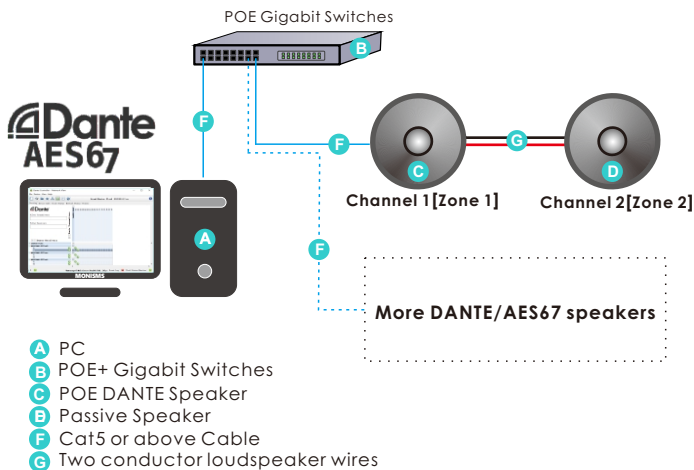 POE Gigabit Switches
B
Dante
AES67
F
F
G
C
D
Channel 1[Zone 1]
Channel 2[Zone 2]
A
F
Dante
MONISMS
More DANTE/AES67 speakers
A PC
B POE+ Gigabit Switches
C POE DANTE Speaker
Passive Speaker
F Cat5 or above Cable
G Two conductor loudspeaker wires